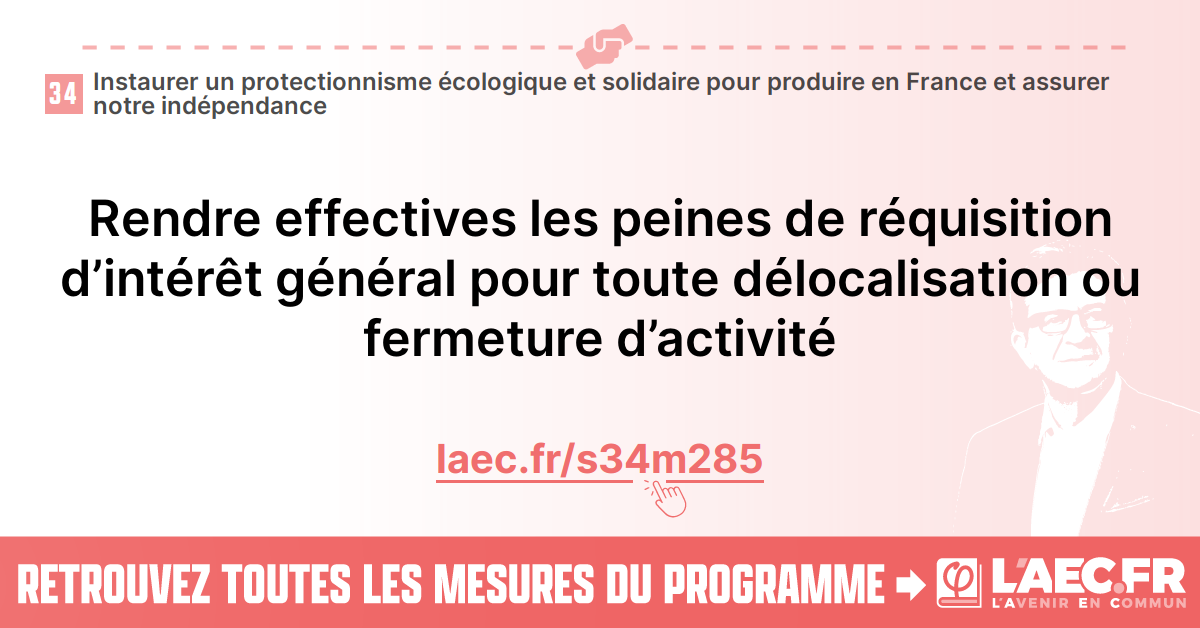 34
Instaurer un protectionnisme écologique et solidaire pour produire en France et assurer
notre indépendance
Rendre effectives les peines de réquisition
d’intérêt général pour toute délocalisation ou
fermeture d’activité
laec.fr/s34m285
RETROUVEZ TOUTES LES MESURES DU PROGRAMME
φ
L'AEC.FR
L'AVENIR EN COMMUN